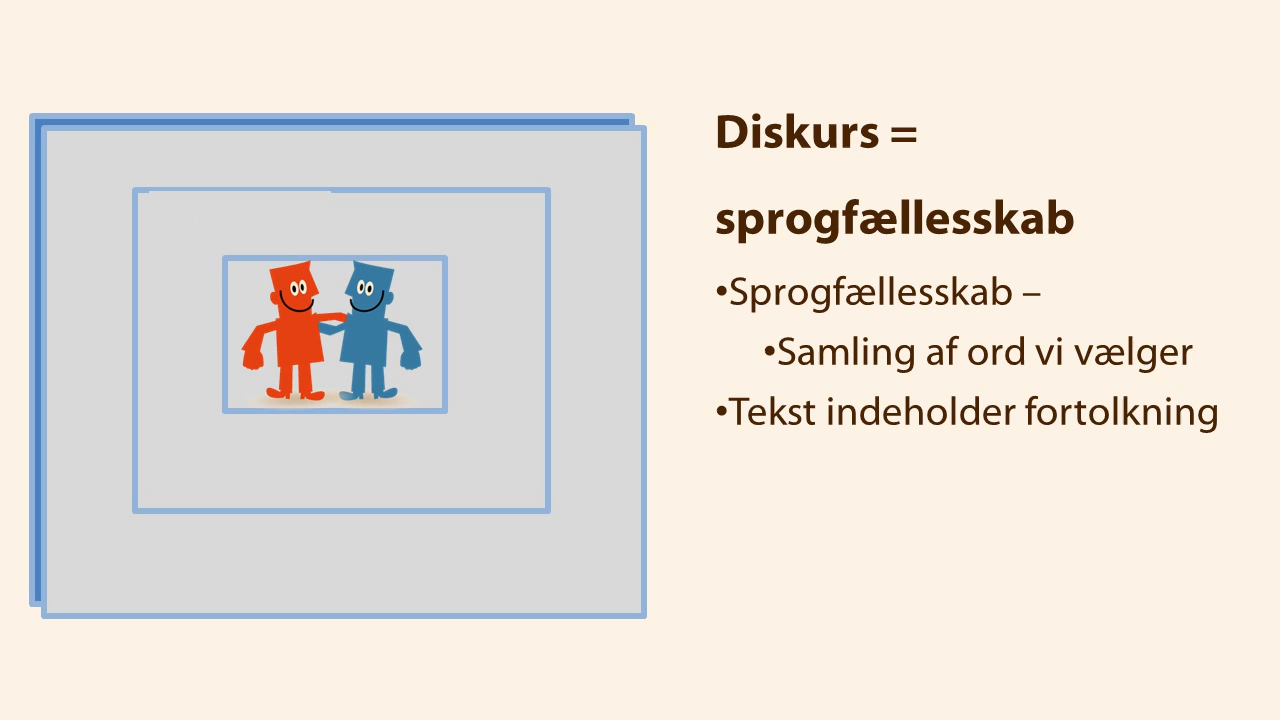 Diskurs =
sprogfællesskab
•Sprogfællesskab –
•Samling af ord vi vælger
•Tekst indeholder fortolkning